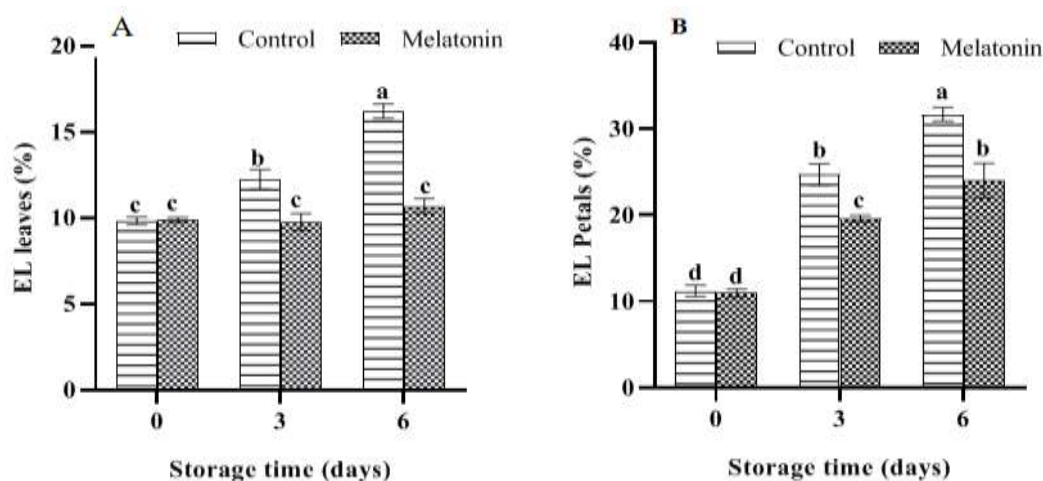 A
Control Melatonin
EL leaves (%)
20
15
10
5
0
c c b c a c
0 3 6
Storage time (days)
B
Control Melatonin
EL Petals (%)
40
30
20
10
0
d d b c a b
0 3 6
Storage time (days)